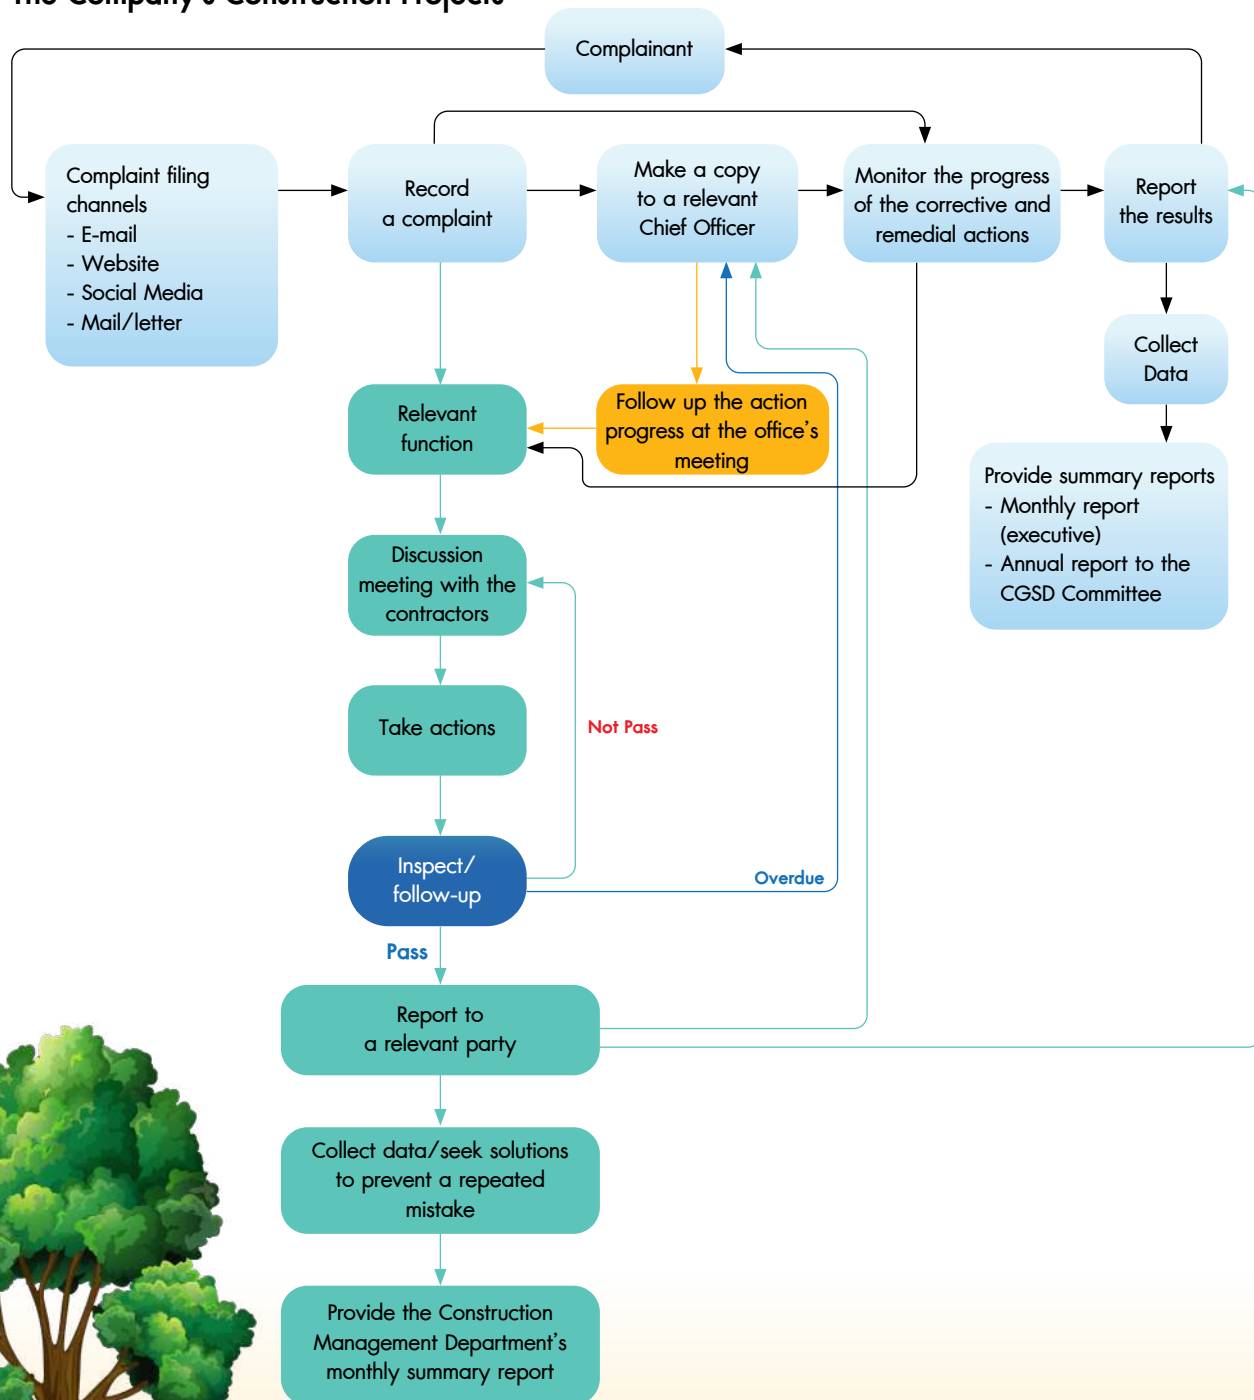 The Company's Construction Projects
Complainant
Complaint filing
channels
- E-mail
- Website
- Social Media
- Mail/letter
Record
a complaint
Make a copy
to a relevant
Chief Officer
Monitor the progress
of the corrective and
remedial actions
Report
the results
Collect
Data
Relevant
function
Follow up the action
progress at the office's
meeting
Provide summary reports
- Monthly report
(executive)
- Annual report to the
CGSD Committee
Discussion
meeting with the
contractors
Take actions
Not Pass
Inspect/
follow-up
Overdue
Pass
Report to
a relevant party
Collect data/seek solutions
to prevent a repeated
mistake
Provide the Construction
Management Department's
monthly summary report